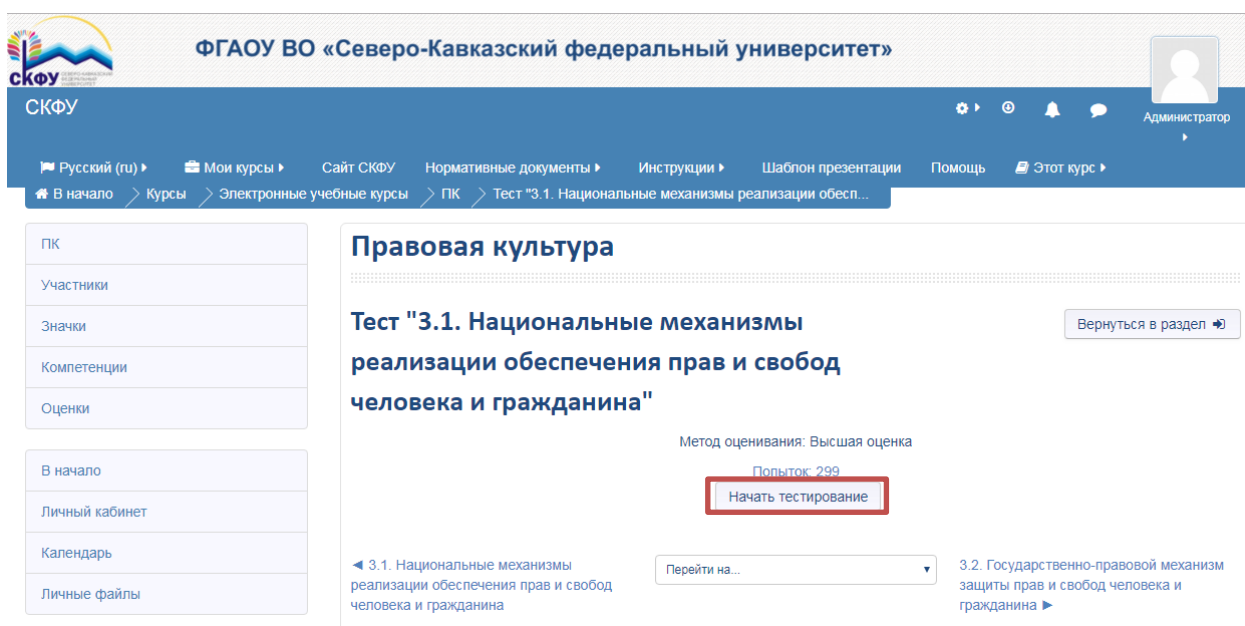 ФГАОУ ВО «Северо-Кавказский федеральный университет»
СКФУ
СЕВЕРО-КАВКАЗСКИЙ
ФЕДЕРАЛЬНЫЙ
УНИВЕРСИТЕТ
СКФУ
Администратор
Русский (ru)
Мои курсы
Сайт СКФУ
Нормативные документы
Инструкции
Шаблон презентации
Помощь
Этот курс
В начало
Курсы
Электронные учебные курсы
ПК
Тест "3.1. Национальные механизмы реализации обесп...
ПК
Участники
Значки
Компетенции
Оценки
В начало
Личный кабинет
Календарь
Личные файлы
Правовая культура
Тест "3.1. Национальные механизмы
реализации обеспечения прав и свобод
человека и гражданина"
Вернуться в раздел
Метод оценивания: Высшая оценка
Попыток: 299
Начать тестирование
◄ 3.1. Национальные механизмы
реализации обеспечения прав и свобод
человека и гражданина
Перейти на...
3.2. Государственно-правовой механизм
защиты прав и свобод человека и
гражданина ►